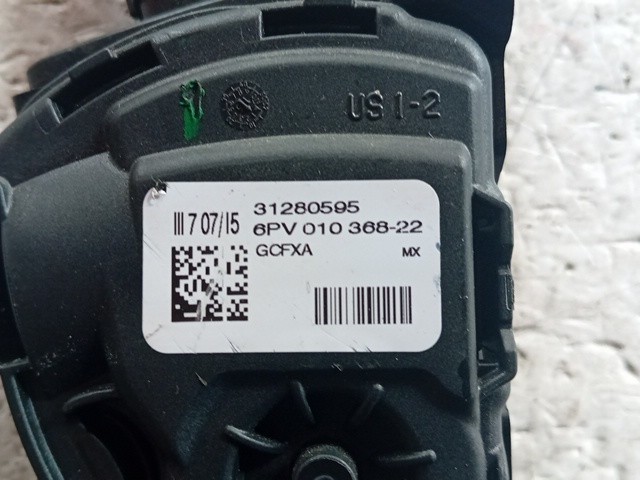 US 1-2
III 7 07/15 31280595
6PV 010 368-22
GCFXA MX